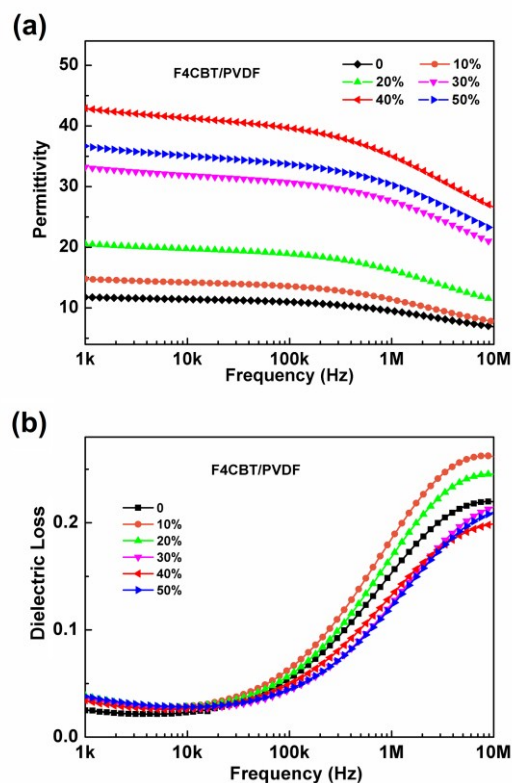 (a)
F4CBT/PVDF
0 10%
20% 30%
40% 50%
Permittivity
50
40
30
20
10
1k 10k 100k 1M 10M
Frequency (Hz)
(b)
F4CBT/PVDF
0
10%
20%
30%
40%
50%
Dielectric Loss
0.2
0.1
0.0
1k 10k 100k 1M 10M
Frequency (Hz)